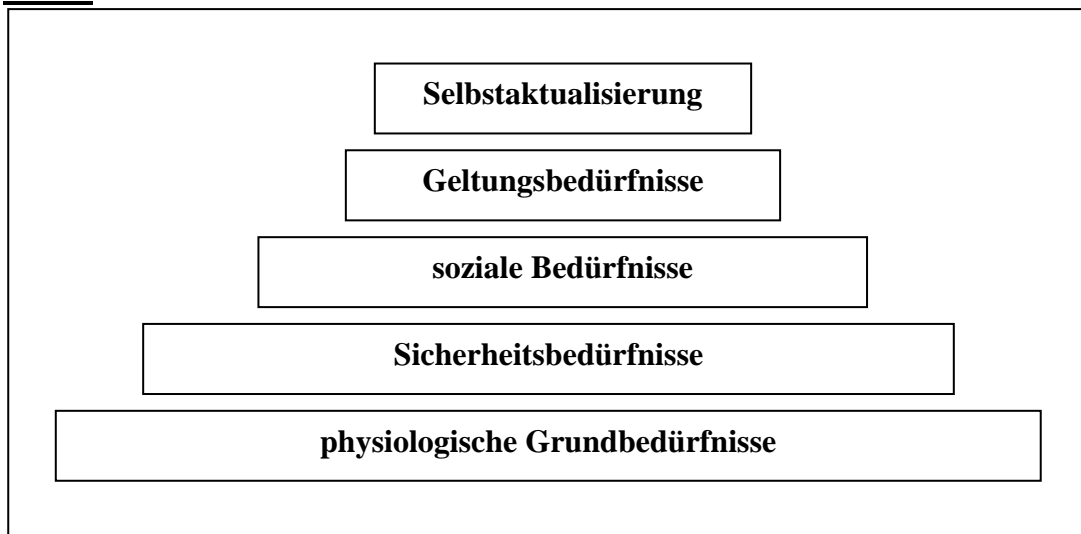 Selbstaktualisierung
Geltungsbedürfnisse
soziale Bedürfnisse
Sicherheitsbedürfnisse
physiologische Grundbedürfnisse